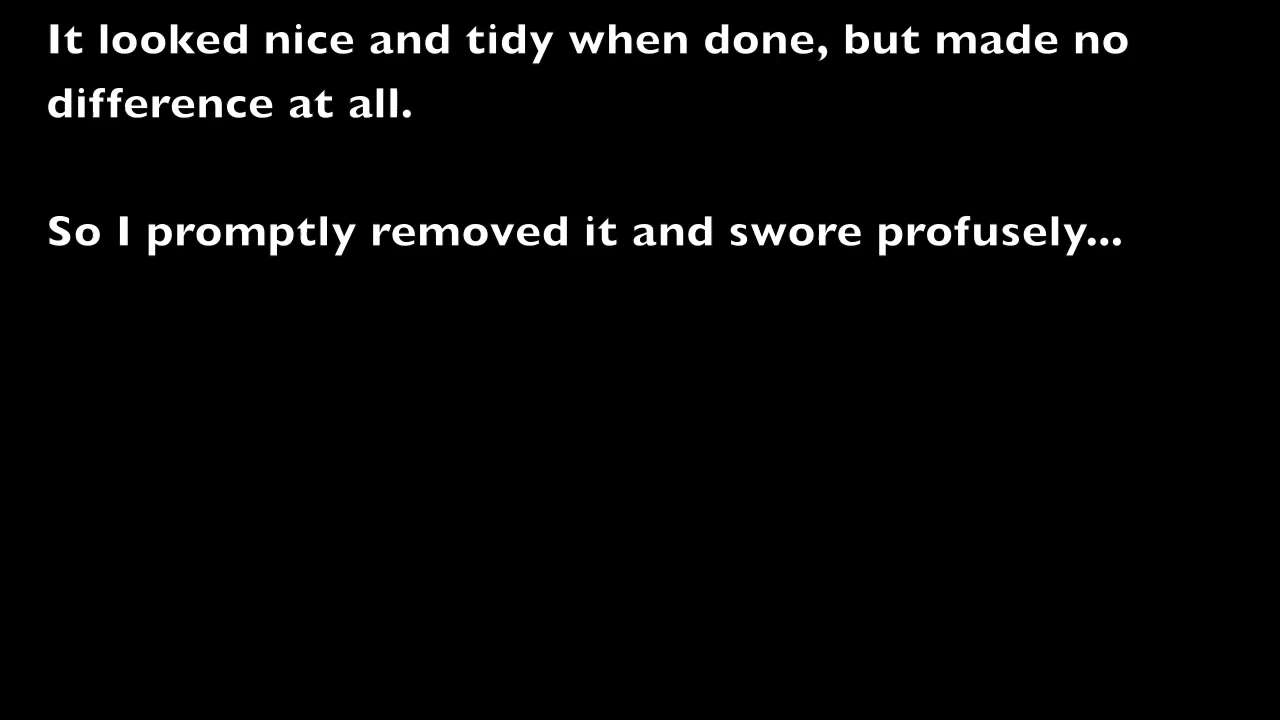 It looked nice and tidy when done, but made no
difference at all.
So I promptly removed it and swore profusely...